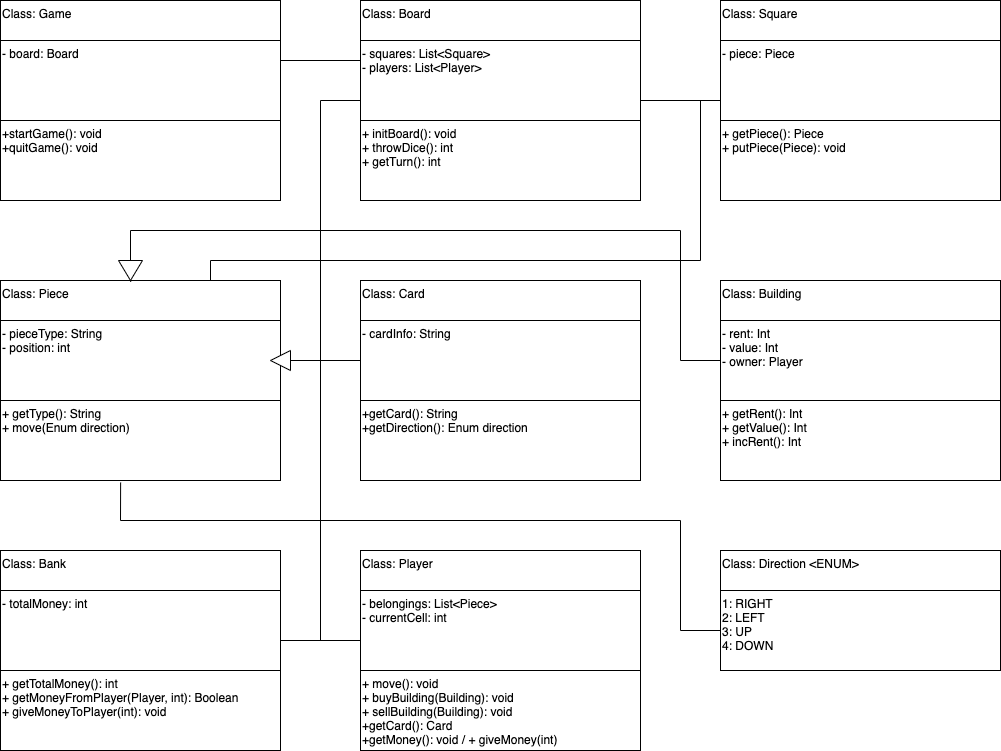 Class: Game
- board: Board
+startGame(): void
+quitGame(): void
Class: Board
- squares: List<Square>
- players: List<Player>
+ initBoard(): void
+ throwDice(): int
+ getTurn(): int
Class: Square
- piece: Piece
+ getPiece(): Piece
+ putPiece(Piece): void
Class: Piece
- pieceType: String
- position: int
+ getType(): String
+ move(Enum direction)
Class: Card
- cardInfo: String
+getCard(): String
+getDirection(): Enum direction
Class: Building
- rent: Int
- value: Int
- owner: Player
+ getRent(): Int
+ getValue(): Int
+ incRent(): Int
Class: Bank
- totalMoney: int
+ getTotalMoney(): int
+ getMoneyFromPlayer(Player, int): Boolean
+ giveMoneyToPlayer(int): void
Class: Player
- belongings: List<Piece>
- currentCell: int
+ move(): void
+ buyBuilding(Building): void
+ sellBuilding(Building): void
+getCard(): Card
+getMoney(): void / + giveMoney(int)
Class: Direction <ENUM>
1: RIGHT
2: LEFT
3: UP
4: DOWN